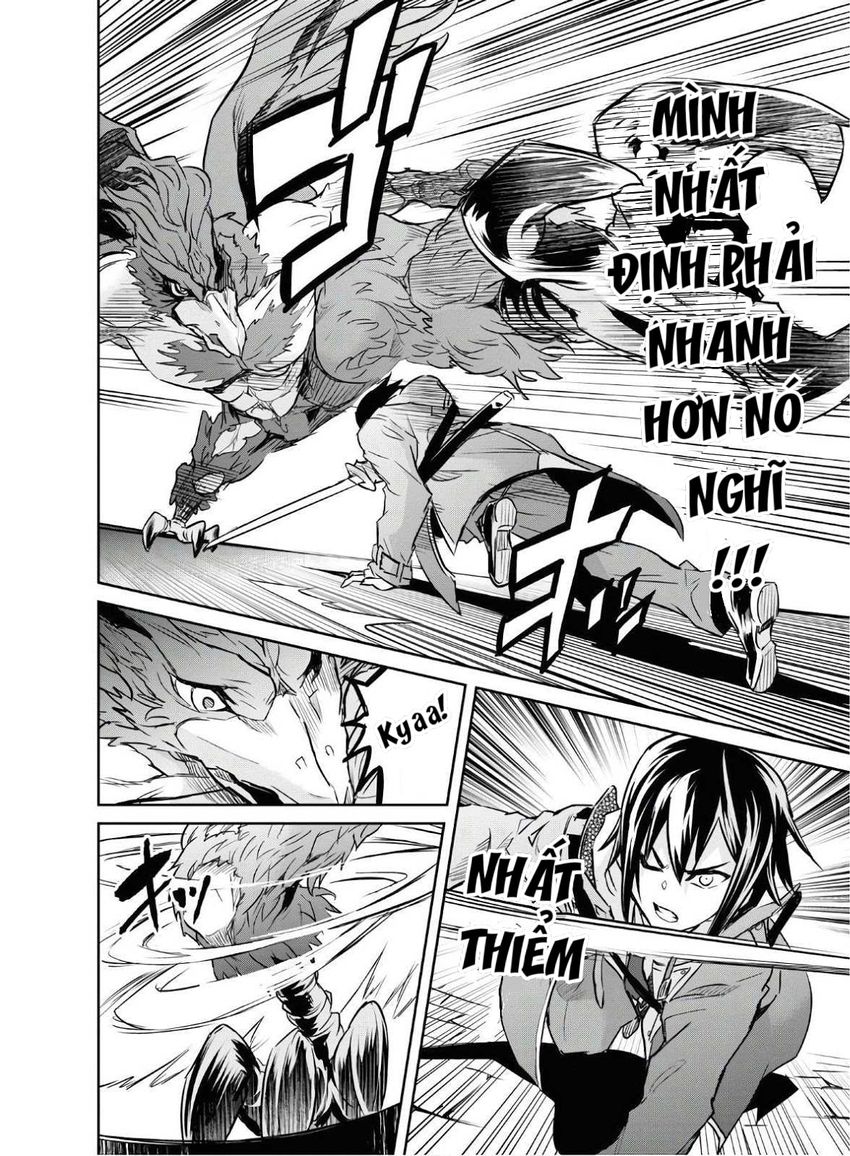 MÌNH
NHẤT
ĐỊNH PHẢI
NHANH
HƠN NÓ
NGHĨ
!!!
Kyaa!
NHẤT
THIỂM